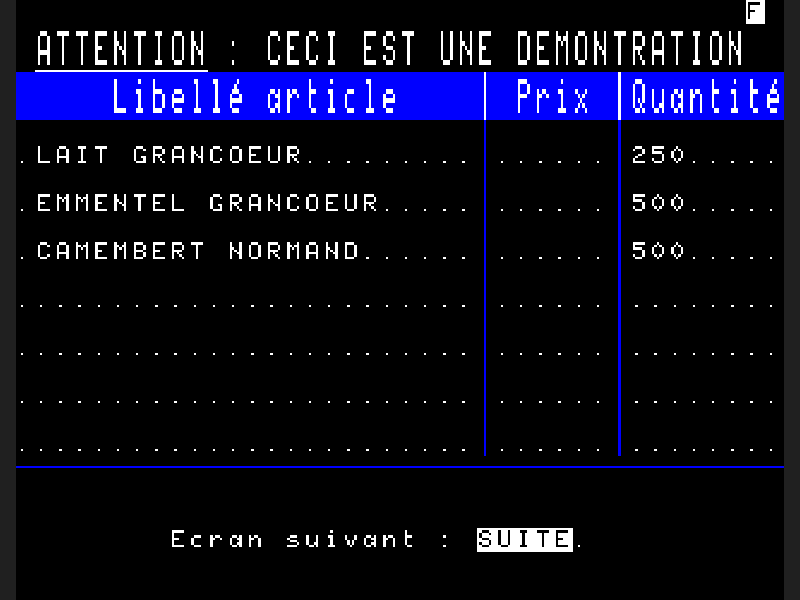 F
ATTENTION : CECI EST UNE DEMONTRATION
Libellé article Prix Quantité
.LAIT GRANCOEUR......... ...... 250.....
.EMMENTEL GRANCOEUR..... ...... 500.....
.CAMEMBERT NORMAND...... ...... 500.....
........................ ...... ........
........................ ...... ........
........................ ...... ........
........................ ...... ........
Ecran suivant : SUITE.